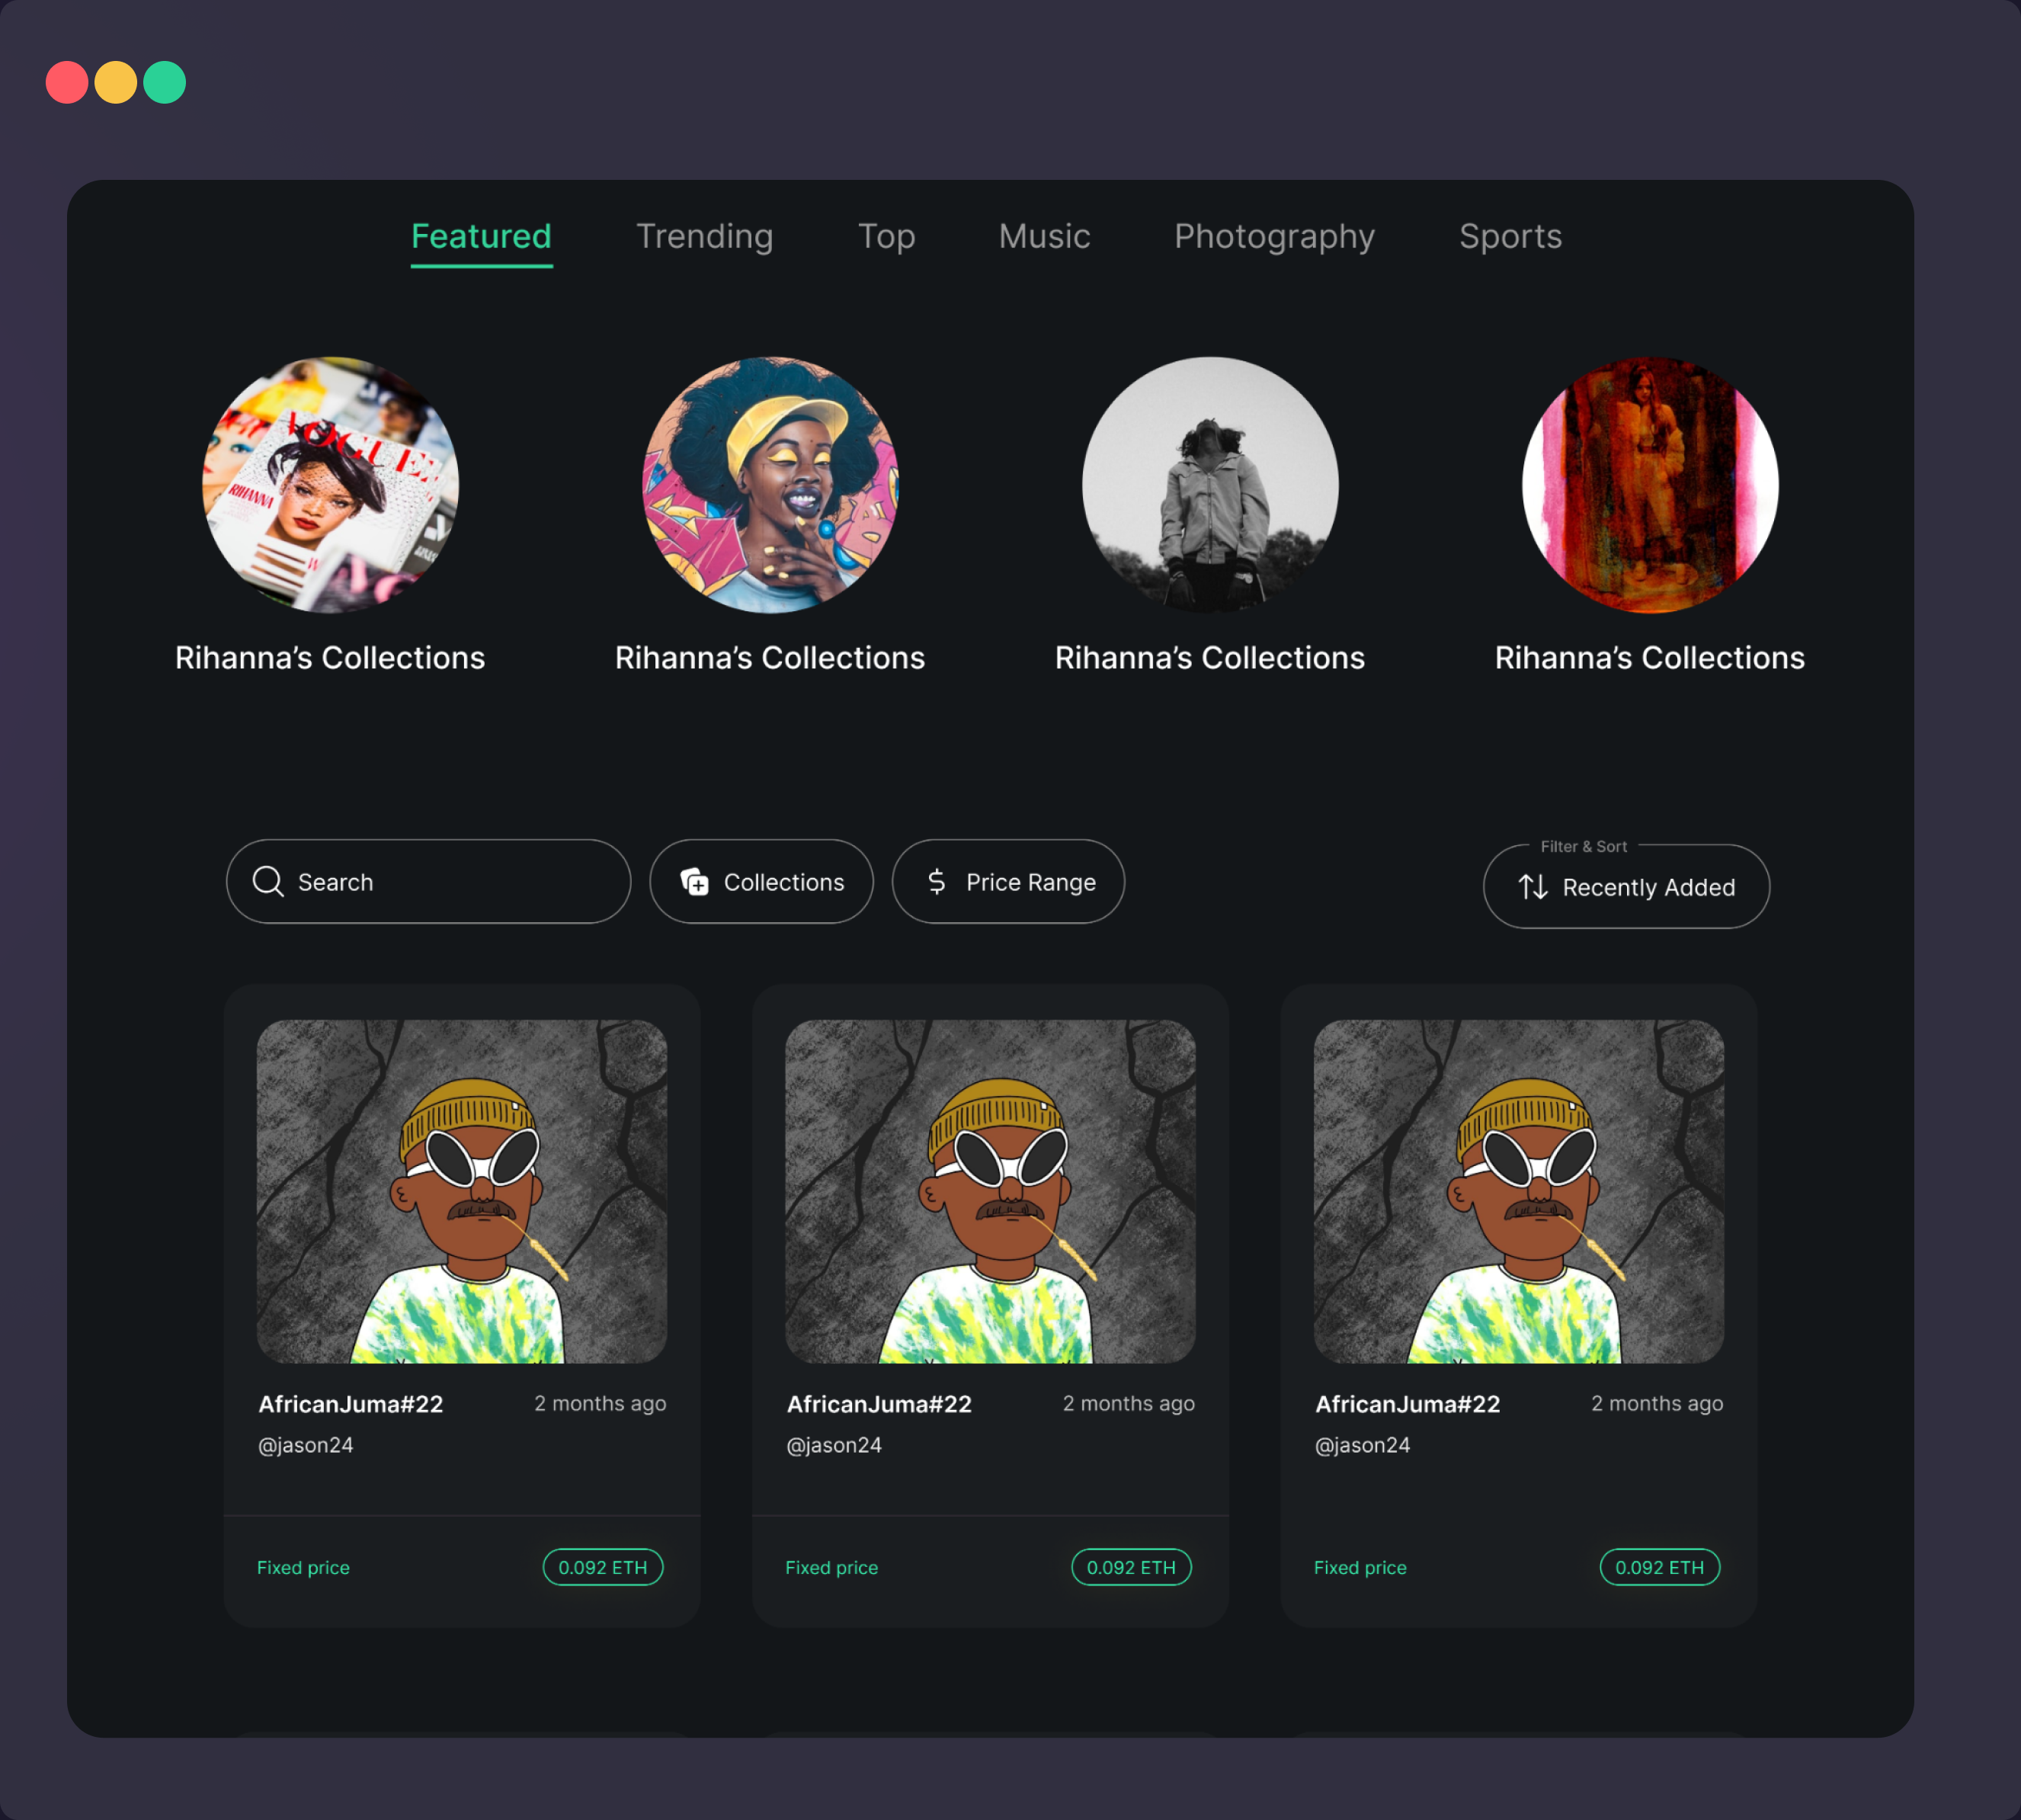 Featured Trending Top Music Photography Sports
VOGUE
RIHANNA
Rihanna’s Collections Rihanna’s Collections Rihanna’s Collections Rihanna’s Collections
Filter & Sort
Search Collections $ Price Range Recently Added
AfricanJuma#22 2 months ago AfricanJuma#22 2 months ago AfricanJuma#22 2 months ago
@jason24 @jason24 @jason24
Fixed price 0.092 ETH Fixed price 0.092 ETH Fixed price 0.092 ETH